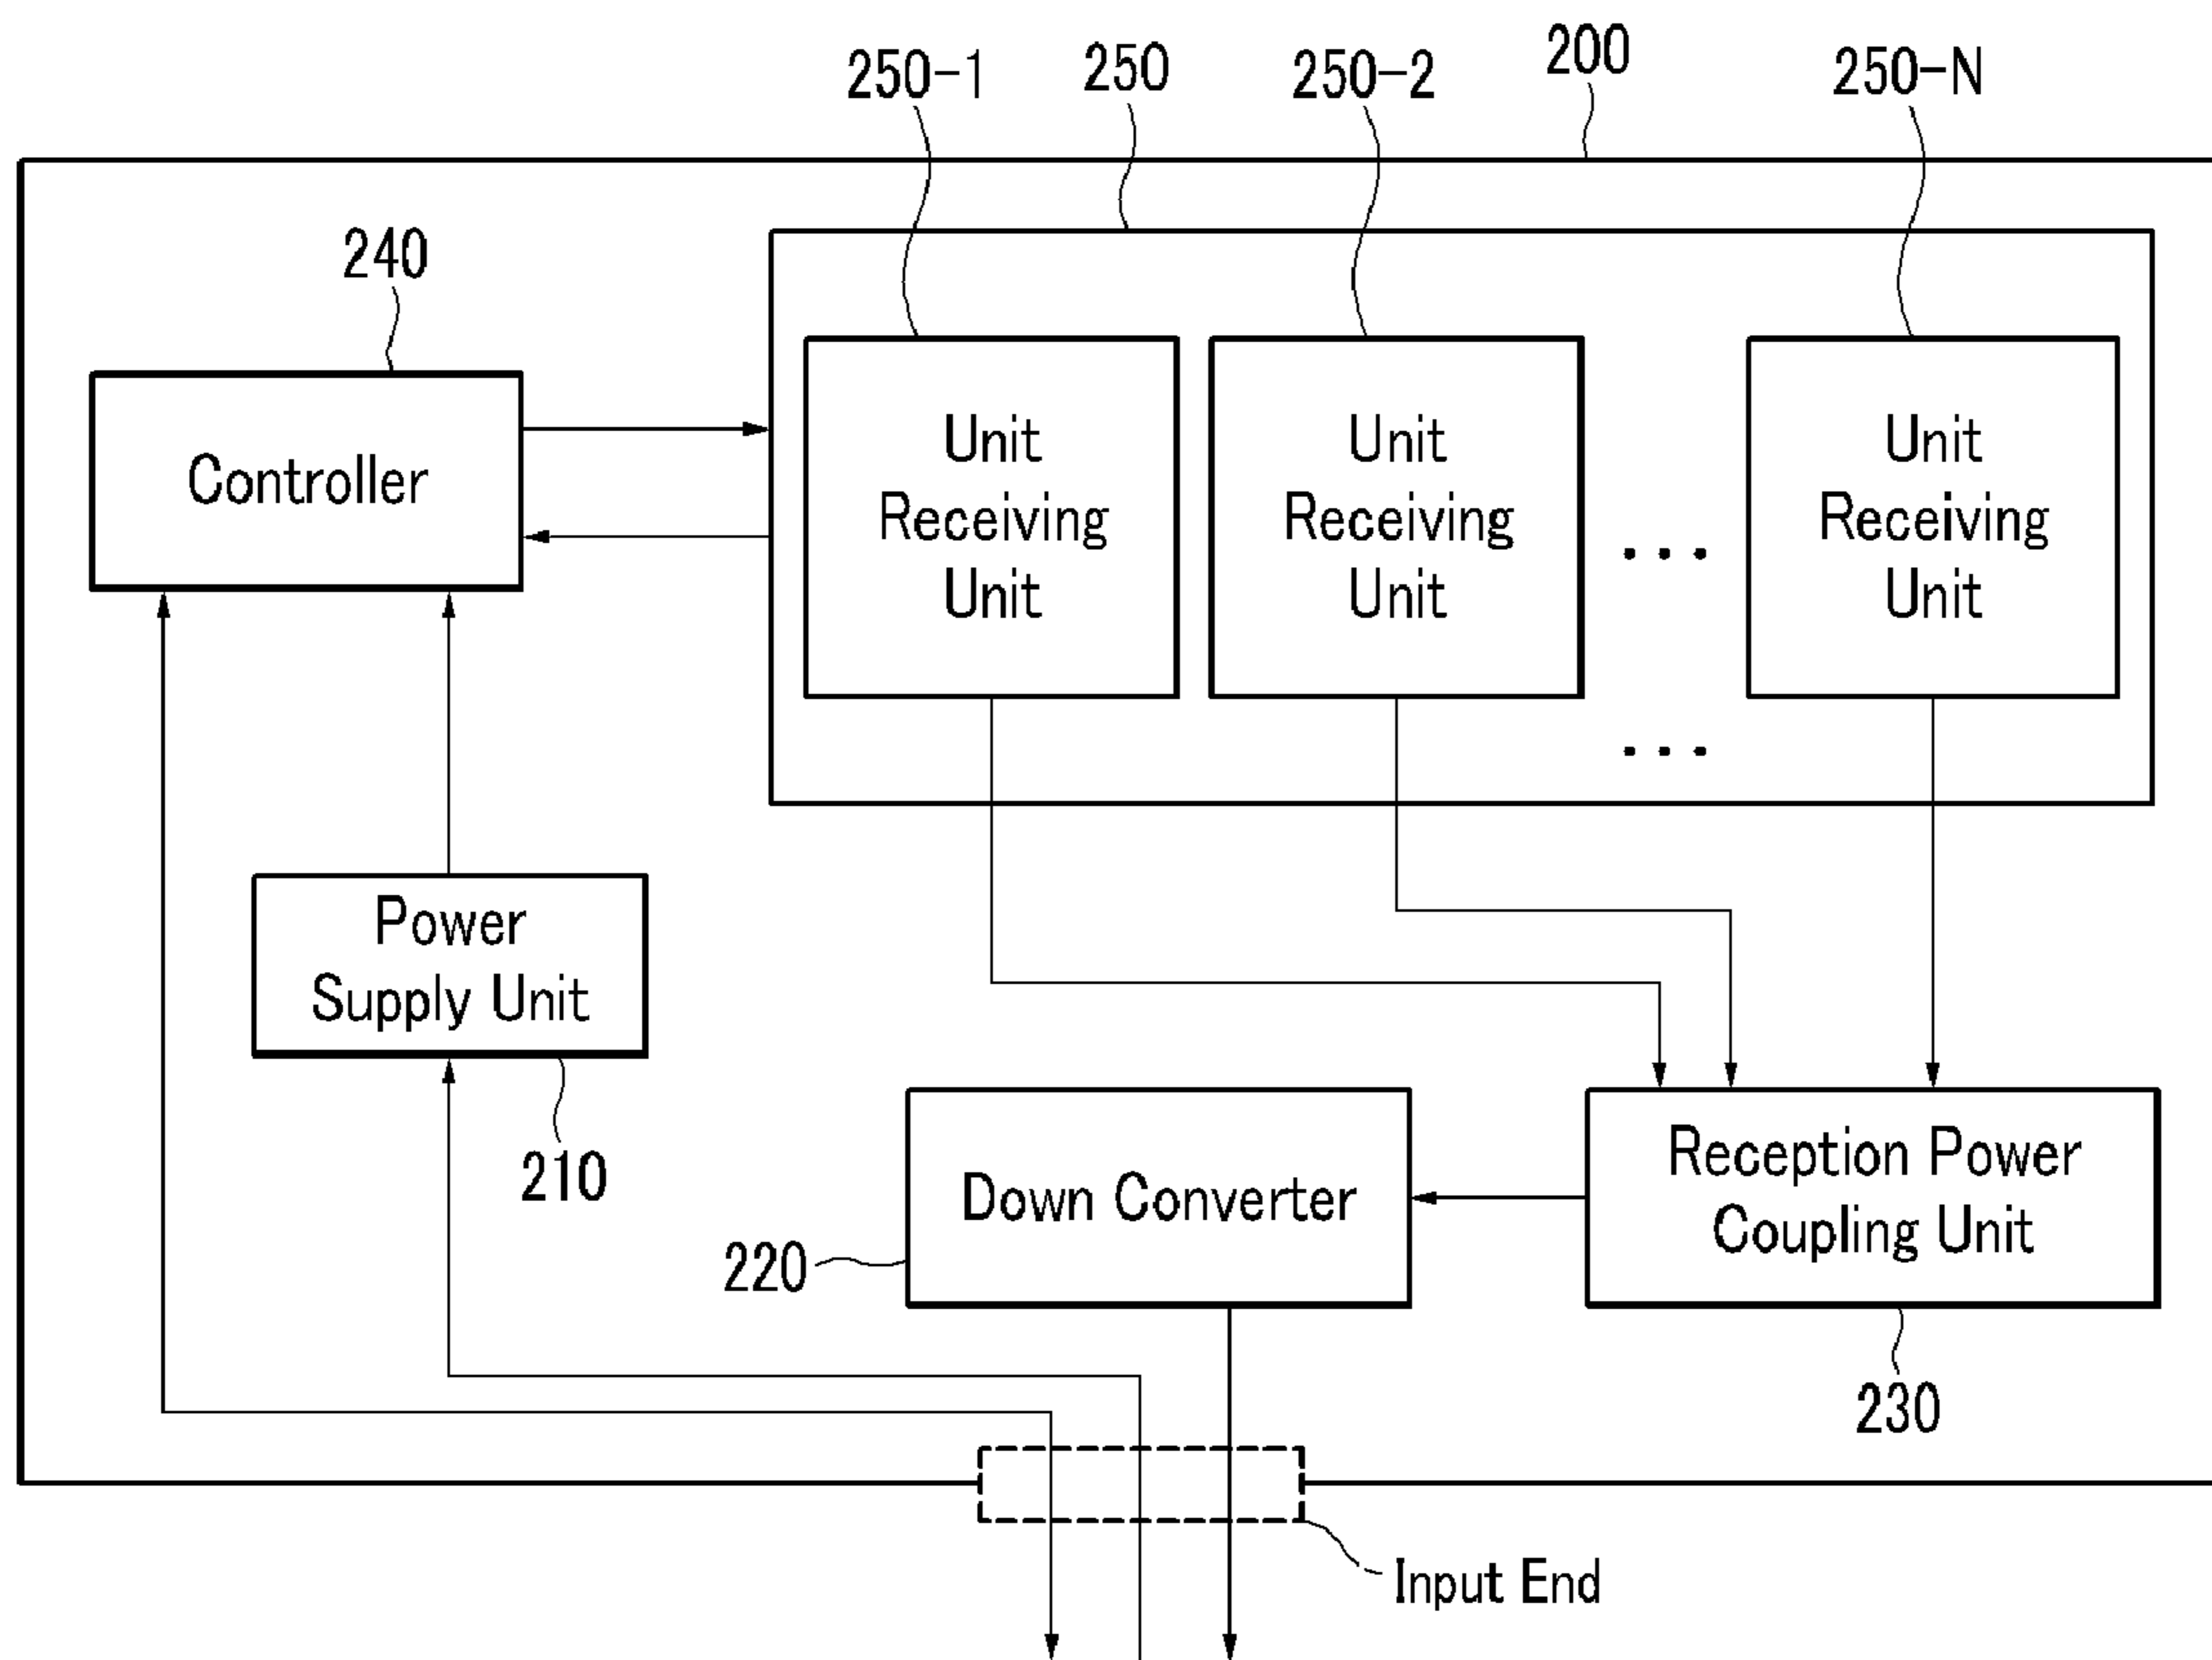 250-1
250
250-2
200
250-N
240
Controller
Unit
Receiving
Unit
Unit
Receiving
Unit
...
Unit
Receiving
Unit
...
Power
Supply Unit
210
Down Converter
220
Reception Power
Coupling Unit
230
Input End